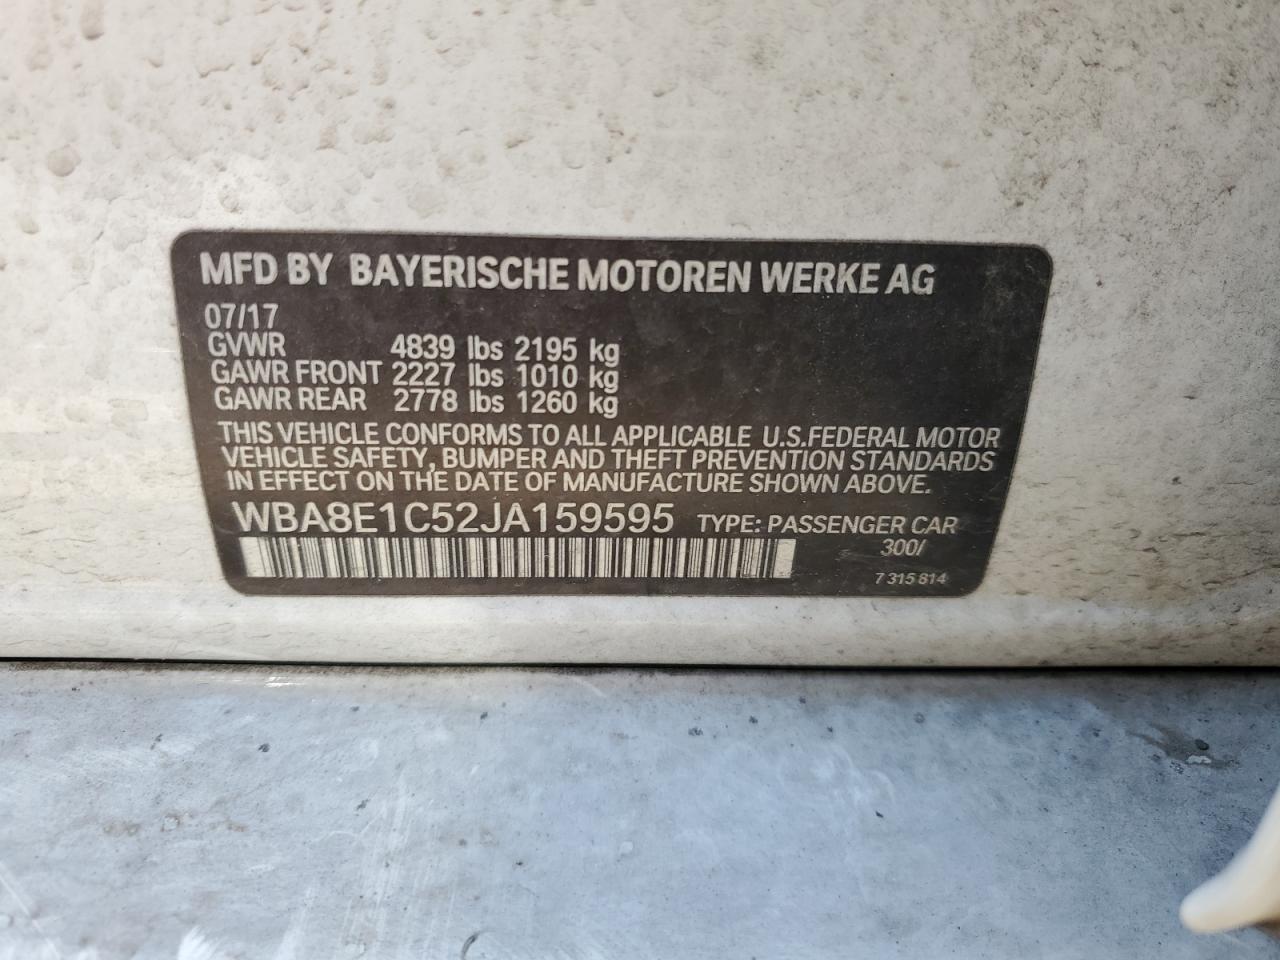 MFD BY BAYERISCHE MOTOREN WERKE AG
07/17
GVWR 4839 lbs 2195 kg
GAWR FRONT 2227 lbs 1010 kg
GAWR REAR 2778 lbs 1260 kg
THIS VEHICLE CONFORMS TO ALL APPLICABLE U.S.FEDERAL MOTOR
VEHICLE SAFETY, BUMPER AND THEFT PREVENTION STANDARDS
IN EFFECT ON THE DATE OF MANUFACTURE SHOWN ABOVE.
WBA8E1C52JA159595 TYPE: PASSENGER CAR
300/
7 315 814